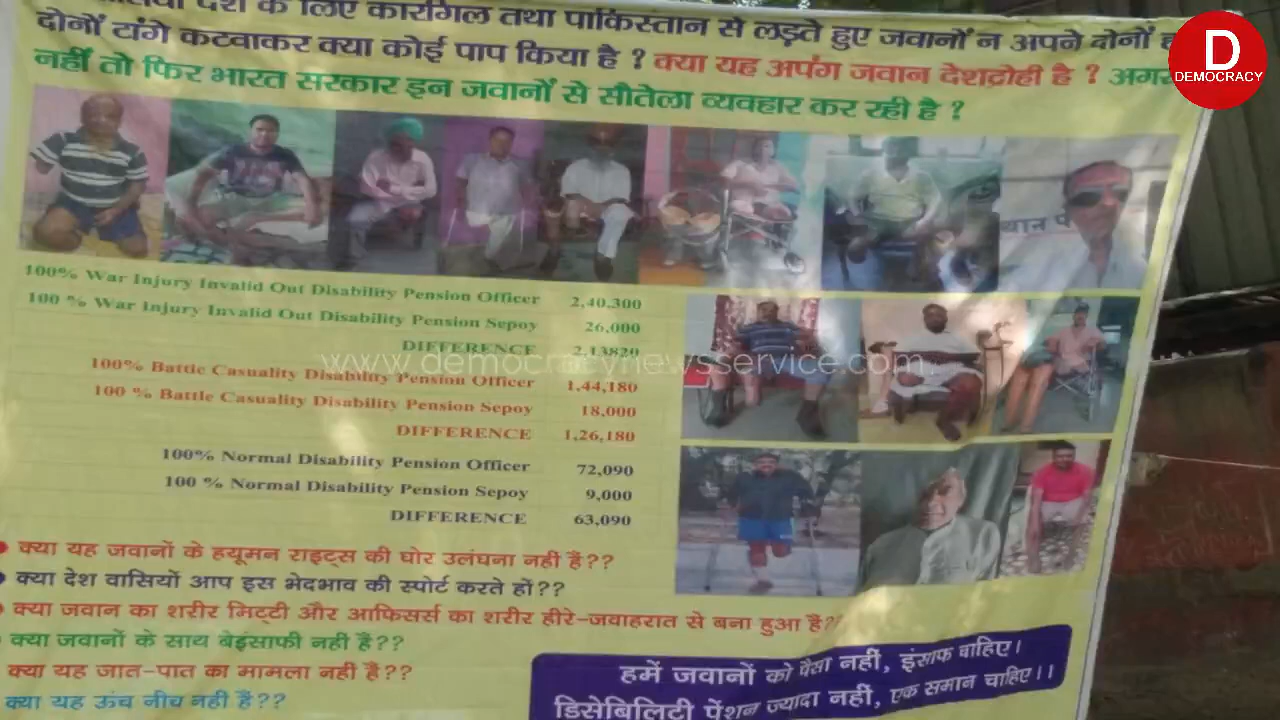 देश के लिए कारगिल तथा पाकिस्तान से लड़ते हुए जवानों न अपने दोनों
दोनों टांगे कटवाकर क्या कोई पाप किया है ? क्या यह अपंग जवान देशद्रोही है ? अगर
नहीं तो फिर भारत सरकार इन जवानों से सौतेला व्यवहार कर रही है ?
D
DEMOCRACY
100% War Injury Invalid Out Disability Pension Officer 2,40,300
100 % War Injury Invalid Out Disability Pension Sepoy 26,000
DIFFERENCE 2,13820
www.democracynewsservice.com
100% Battle Casuality Disability Pension Officer 1,44,180
100 % Battle Casuality Disability Pension Sepoy 18,000
DIFFERENCE 1,26,180
100% Normal Disability Pension Officer 72,090
100 % Normal Disability Pension Sepoy 9,000
DIFFERENCE 63,090
क्या यह जवानों के हयूमन राइट्स की घोर उलंघना नहीं है??
क्या देश वासियों आप इस भेदभाव की स्पोर्ट करते हों??
क्या जवान का शरीर मिट्टी और आफिसर्स का शरीर हीरे-जवाहरात से बना हुआ है?
क्या जवानों के साथ बेइंसाफी नहीं है??
क्या यह जात-पात का मामला नहीं है??
क्या यह ऊंच नीच नहीं है??
हमें जवानों को पैसा नहीं, इंसाफ चाहिए।
डिसेबिलिटी पेंशन ज्यादा नहीं, एक समान चाहिए।।